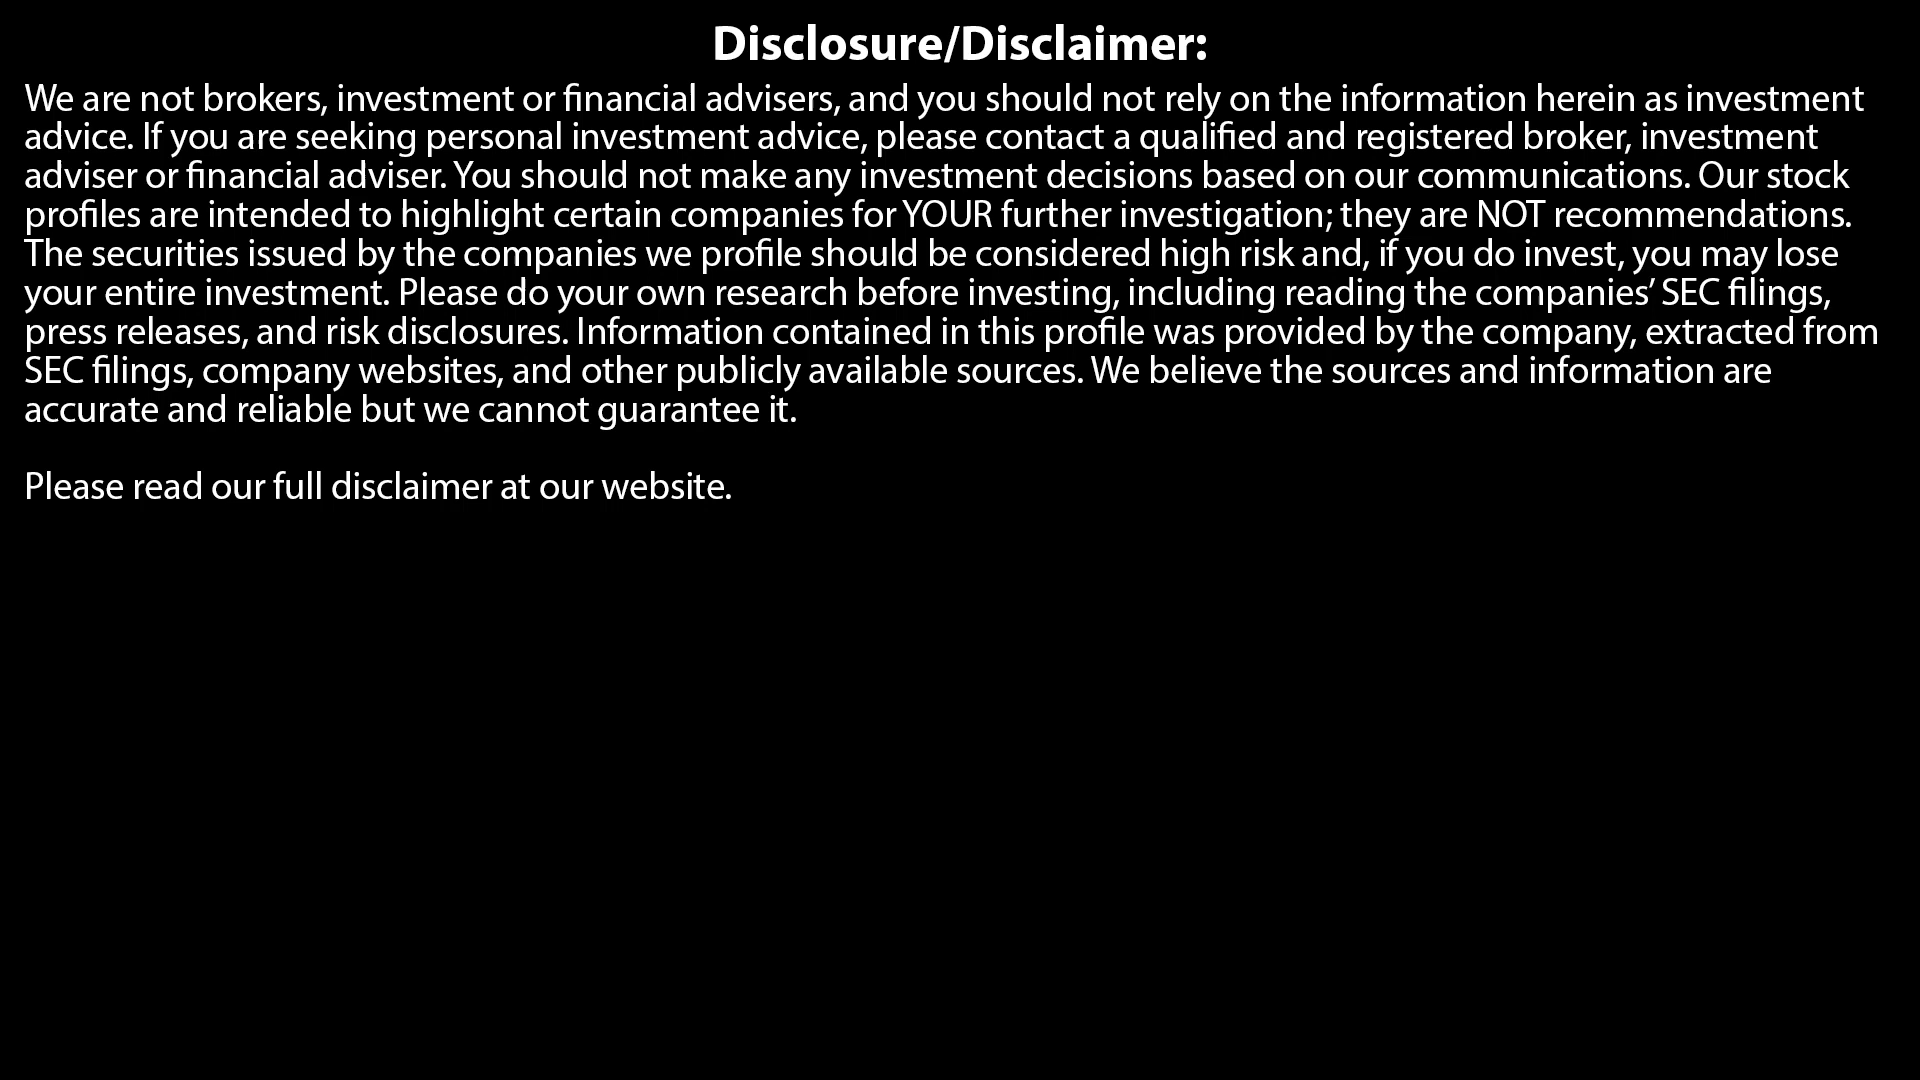 Disclosure/Disclaimer:
We are not brokers, investment or financial advisers, and you should not rely on the information herein as investment
advice. If you are seeking personal investment advice, please contact a qualified and registered broker, investment
adviser or financial adviser. You should not make any investment decisions based on our communications. Our stock
profiles are intended to highlight certain companies for YOUR further investigation; they are NOT recommendations.
The securities issued by the companies we profile should be considered high risk and, if you do invest, you may lose
your entire investment. Please do your own research before investing, including reading the companies’ SEC filings,
press releases, and risk disclosures. Information contained in this profile was provided by the company, extracted from
SEC filings, company websites, and other publicly available sources. We believe the sources and information are
accurate and reliable but we cannot guarantee it.
Please read our full disclaimer at our website.